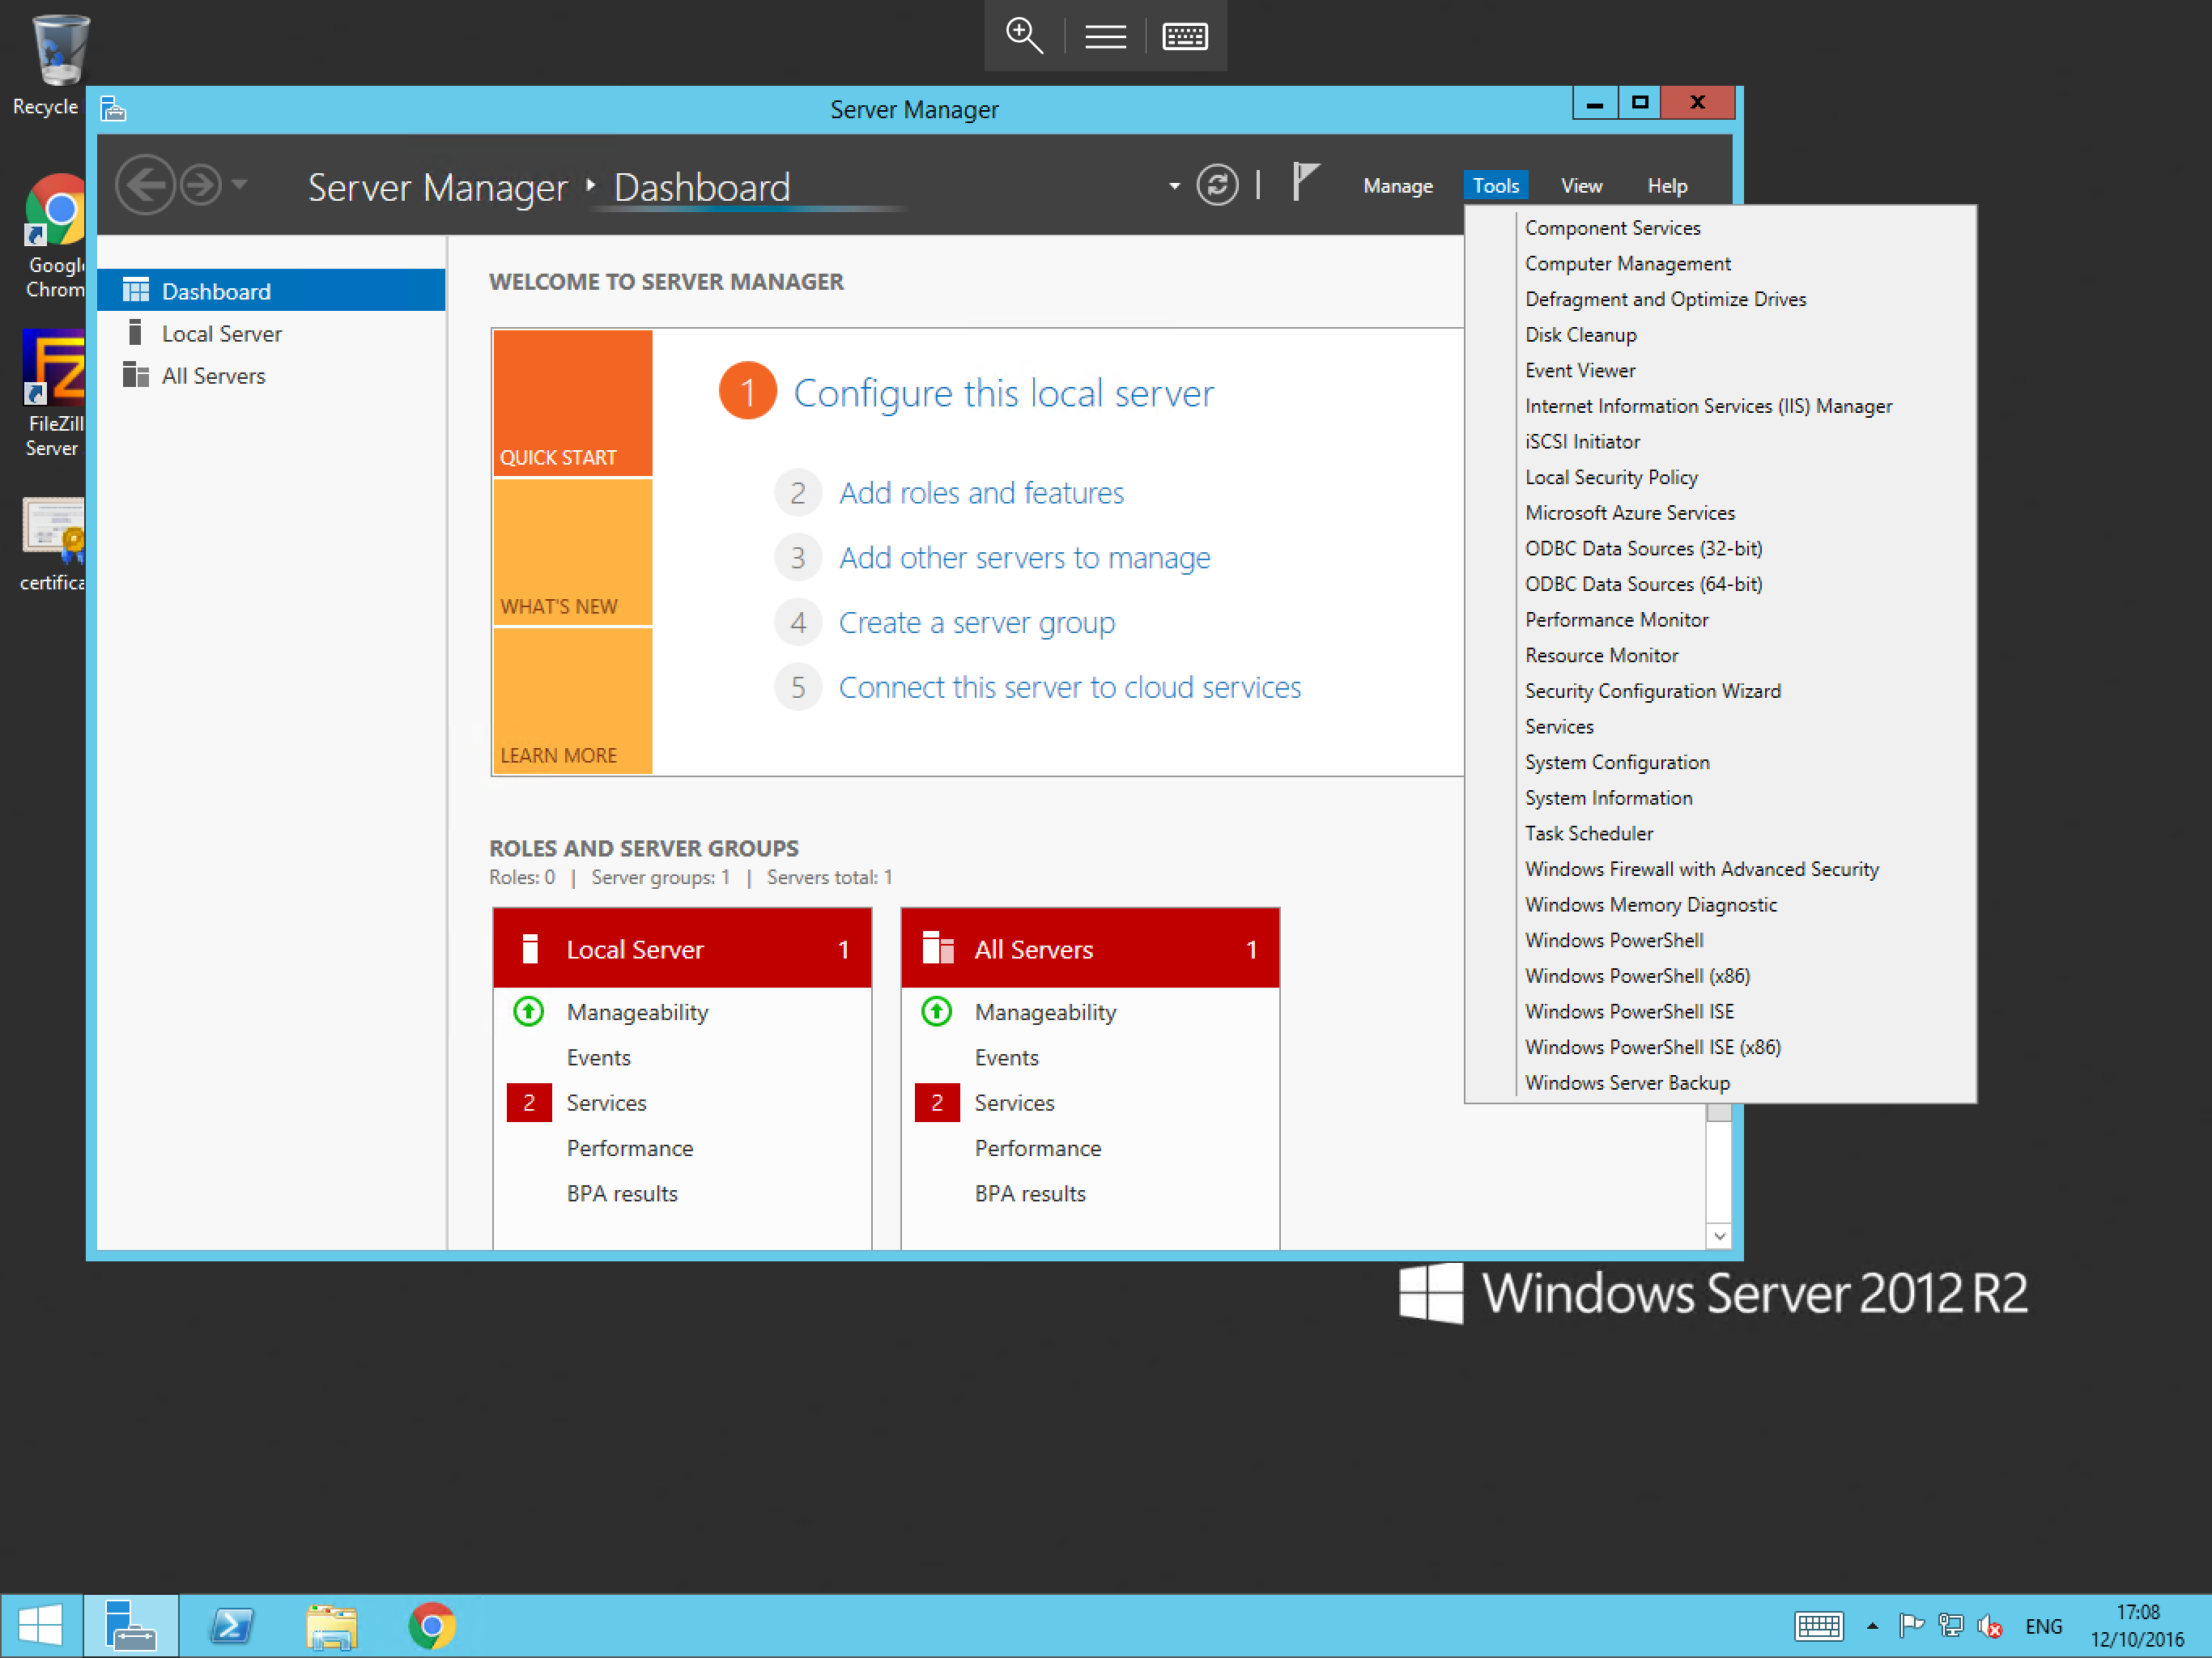 Recycle
Server Manager
Server Manager
Dashboard
Manage
Tools
View
Help
Google
Chrom
FileZill
Server
certifica
Dashboard
Local Server
All Servers
WELCOME TO SERVER MANAGER
QUICK START
WHAT'S NEW
LEARN MORE
1 Configure this local server
2 Add roles and features
3 Add other servers to manage
4 Create a server group
5 Connect this server to cloud services
Component Services
Computer Management
Defragment and Optimize Drives
Disk Cleanup
Event Viewer
Internet Information Services (IIS) Manager
iSCSI Initiator
Local Security Policy
Microsoft Azure Services
ODBC Data Sources (32-bit)
ODBC Data Sources (64-bit)
Performance Monitor
Resource Monitor
Security Configuration Wizard
Services
System Configuration
System Information
Task Scheduler
Windows Firewall with Advanced Security
Windows Memory Diagnostic
Windows PowerShell
Windows PowerShell (x86)
Windows PowerShell ISE
Windows PowerShell ISE (x86)
Windows Server Backup
ROLES AND SERVER GROUPS
Roles: 0 | Server groups: 1 | Servers total: 1
Local Server 1
Manageability
Events
2 Services
Performance
BPA results
All Servers 1
Manageability
Events
2 Services
Performance
BPA results
Windows Server 2012 R2
ENG
17:08
12/10/2016